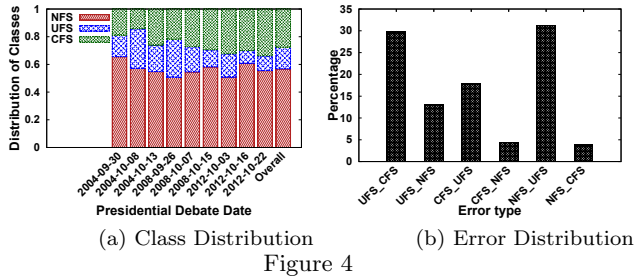 NFS
UFS
CFS
Distribution of Classes
1
0.8
0.6
0.4
0.2
0
2004-09-30
2004-10-08
2004-10-13
2008-09-26
2008-10-07
2008-10-15
2012-10-03
2012-10-16
2012-10-22
Overall
Presidential Debate Date
(a) Class Distribution
Percentage
35
30
25
20
15
10
5
0
UFS_CFS
UFS_NFS
CFS_UFS
CFS_NFS
NFS_UFS
NFS_CFS
Error type
(b) Error Distribution
Figure 4